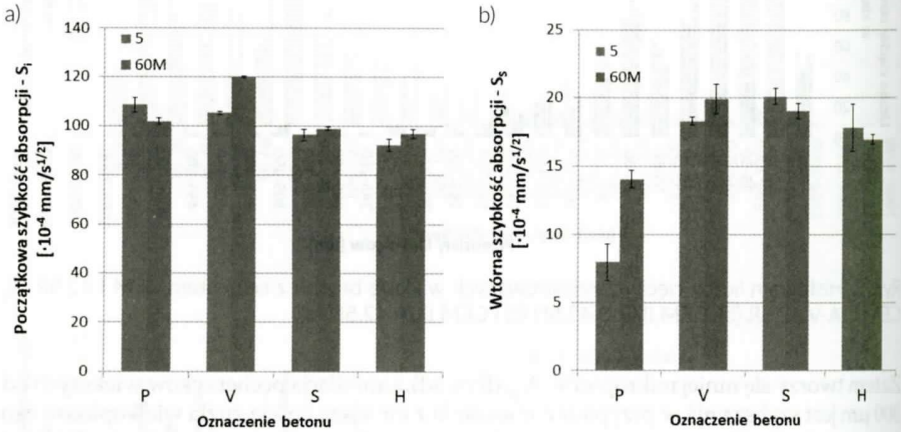 a)
Początkowa szybkość absorpcji - Si
[·10-4 mm/s1/2]
140
120
100
80
60
40
20
0
5
60M
P V S H
Oznaczenie betonu
b)
Wtórna szybkość absorpcji - Ss
[·10-4 mm/s1/2]
25
20
15
10
5
0
5
60M
P V S H
Oznaczenie betonu